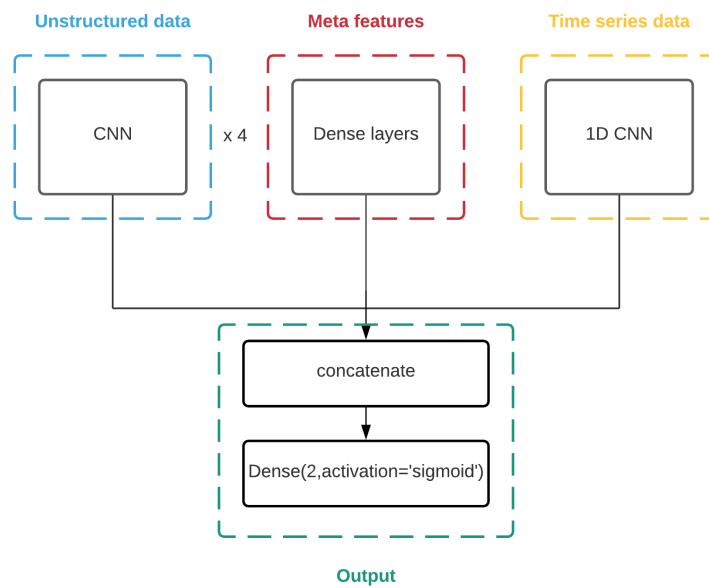 Unstructured data
Meta features
Time series data
CNN
x 4
Dense layers
1D CNN
concatenate
Dense(2,activation='sigmoid')
Output